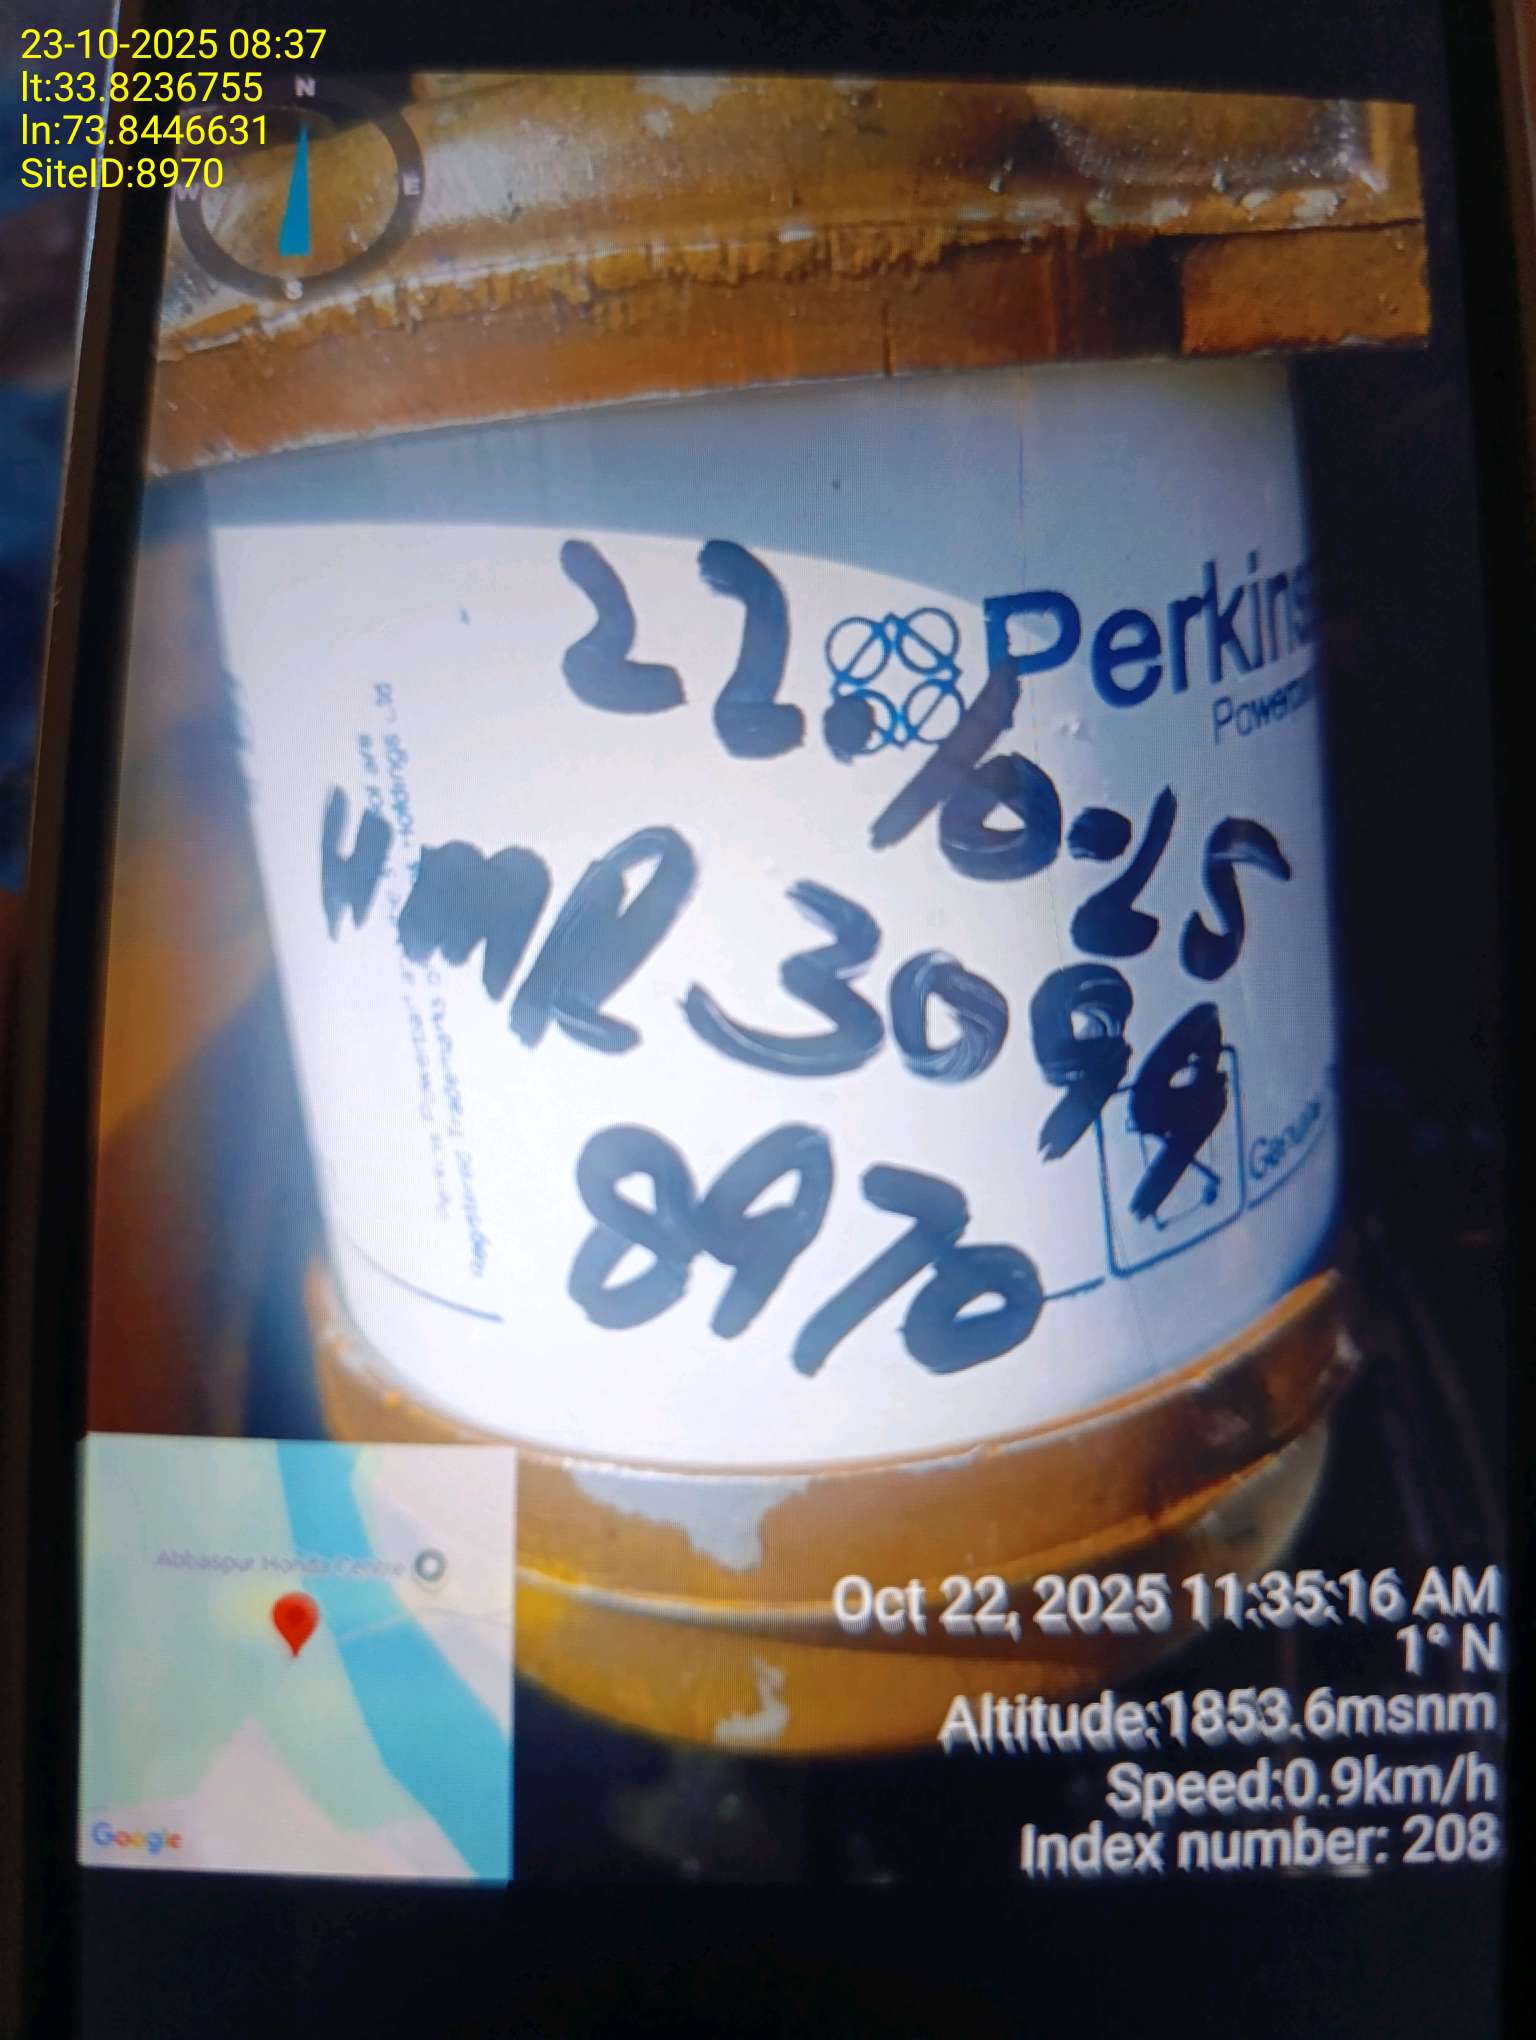 23-10-2025 08:37
lt:33.8236755
ln:73.8446631
SiteID:8970
N
E
W
S
Perkins
22.10.25
HMR 3099
8970
Registered Trademarks
Abbaspur Honda Centre
Google
Oct 22, 2025 11:35:16 AM
1° N
Altitude:1853.6msnm
Speed:0.9km/h
Index number: 208